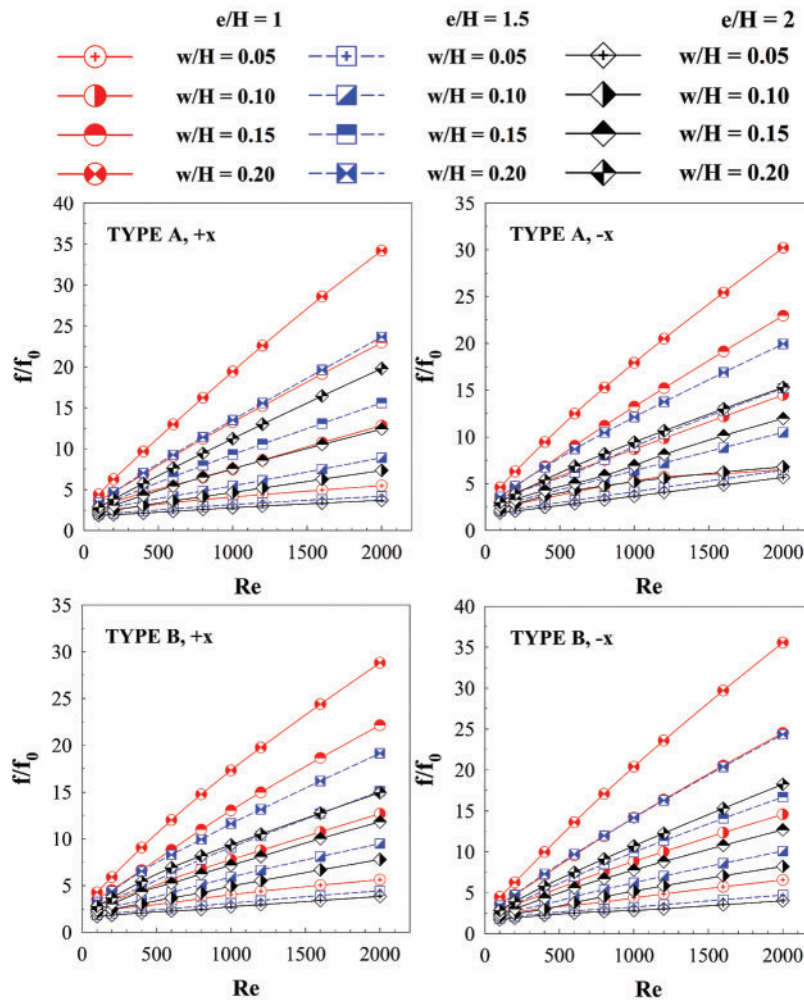 e/H = 1 e/H = 1.5 e/H = 2
w/H = 0.05 w/H = 0.05 w/H = 0.05
w/H = 0.10 w/H = 0.10 w/H = 0.10
w/H = 0.15 w/H = 0.15 w/H = 0.15
w/H = 0.20 w/H = 0.20 w/H = 0.20
TYPE A, +x
f/f0
40
35
30
25
20
15
10
5
0
0 500 1000 1500 2000
Re
TYPE A, -x
f/f0
35
30
25
20
15
10
5
0
0 500 1000 1500 2000
Re
TYPE B, +x
f/f0
35
30
25
20
15
10
5
0
0 500 1000 1500 2000
Re
TYPE B, -x
f/f0
40
35
30
25
20
15
10
5
0
0 500 1000 1500 2000
Re